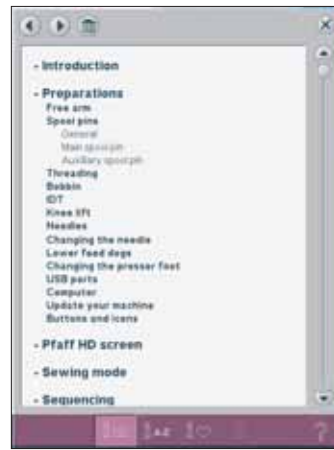 - Introduction
- Preparations
Free arm
Spool pins
General
Main spool pin
Auxiliary spool pin
Threading
Bobbin
IDT
Knee lift
Needles
Changing the needle
Lower feed dogs
Changing the presser foot
USB ports
Computer
Update your machine
Buttons and icons
- Pfaff HD screen
- Sewing mode
- Sequencing
?